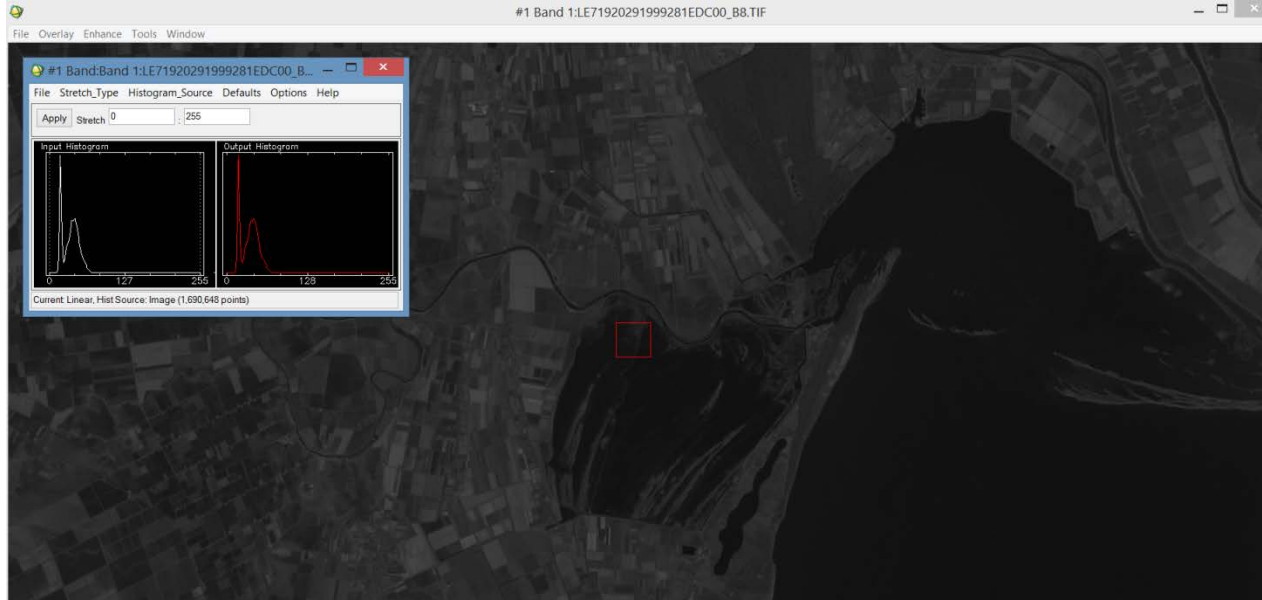 #1 Band 1:LE71920291999281EDC00_B8.TIF
File Overlay Enhance Tools Window
#1 Band:Band 1:LE71920291999281EDC00_B...
File Stretch_Type Histogram_Source Defaults Options Help
Apply Stretch 0 : 255
Input Histogram Output Histogram
0 127 255 0 128 255
Current: Linear, Hist Source: Image (1,690,648 points)